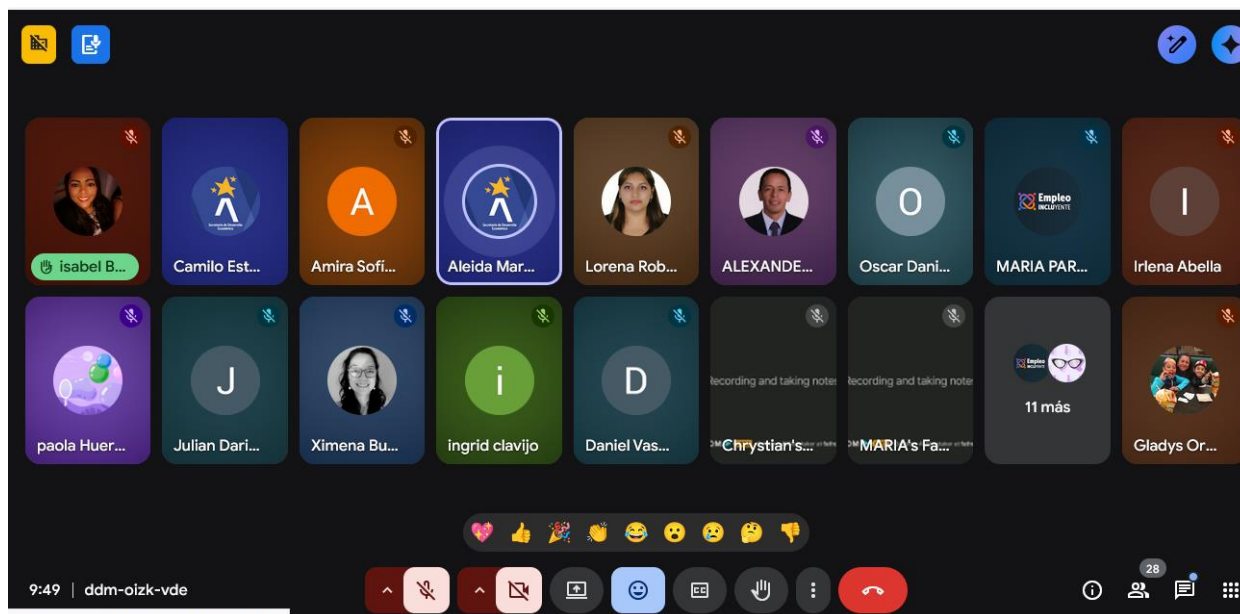 A
O
Empleo
INCLUYENTE
I
isabel B...
Camilo Est...
Amira Sofí...
Aleida Mar...
Lorena Rob...
ALEXANDE...
Oscar Dani...
MARIA PAR...
Irlena Abella
J
i
D
Recording and taking notes
Recording and taking notes
11 más
paola Huer...
Julian Dari...
Ximena Bu...
ingrid clavijo
Daniel Vas...
Chrystian's...
MARIA's Fa...
Gladys Or...
9:49 | ddm-oizk-vde
CC
28